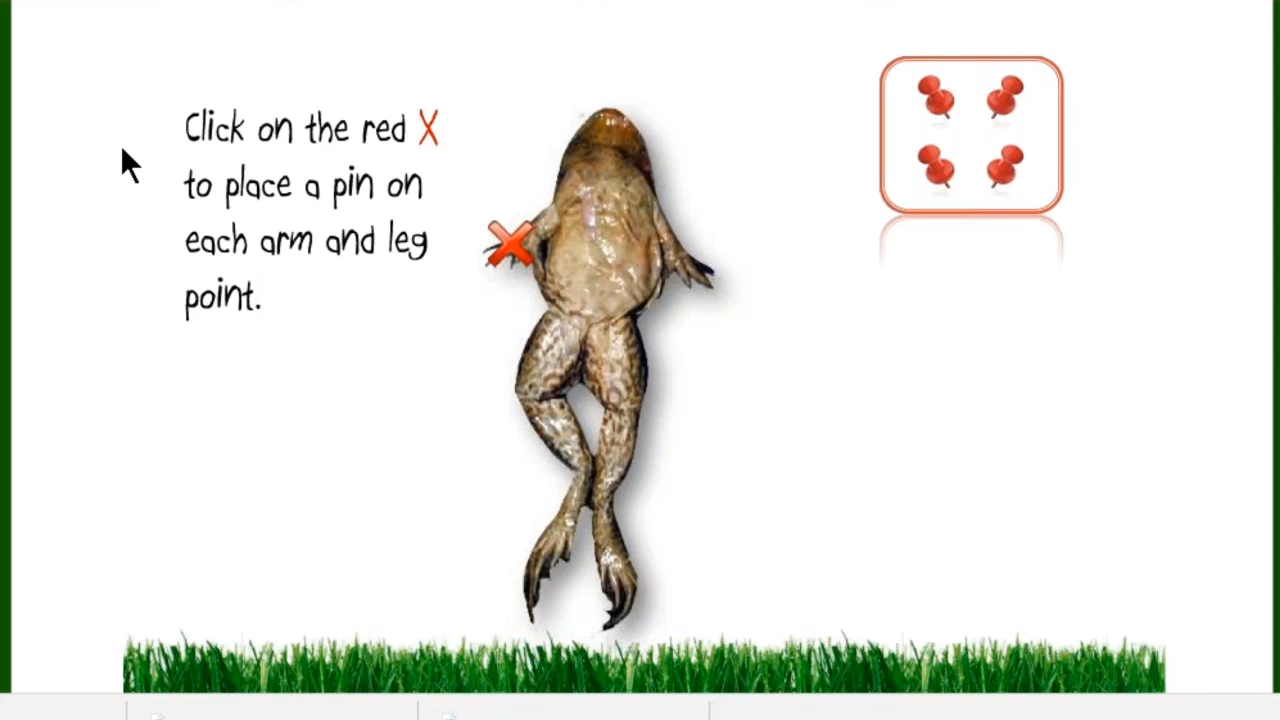 Click on the red X
to place a pin on
each arm and leg
point.